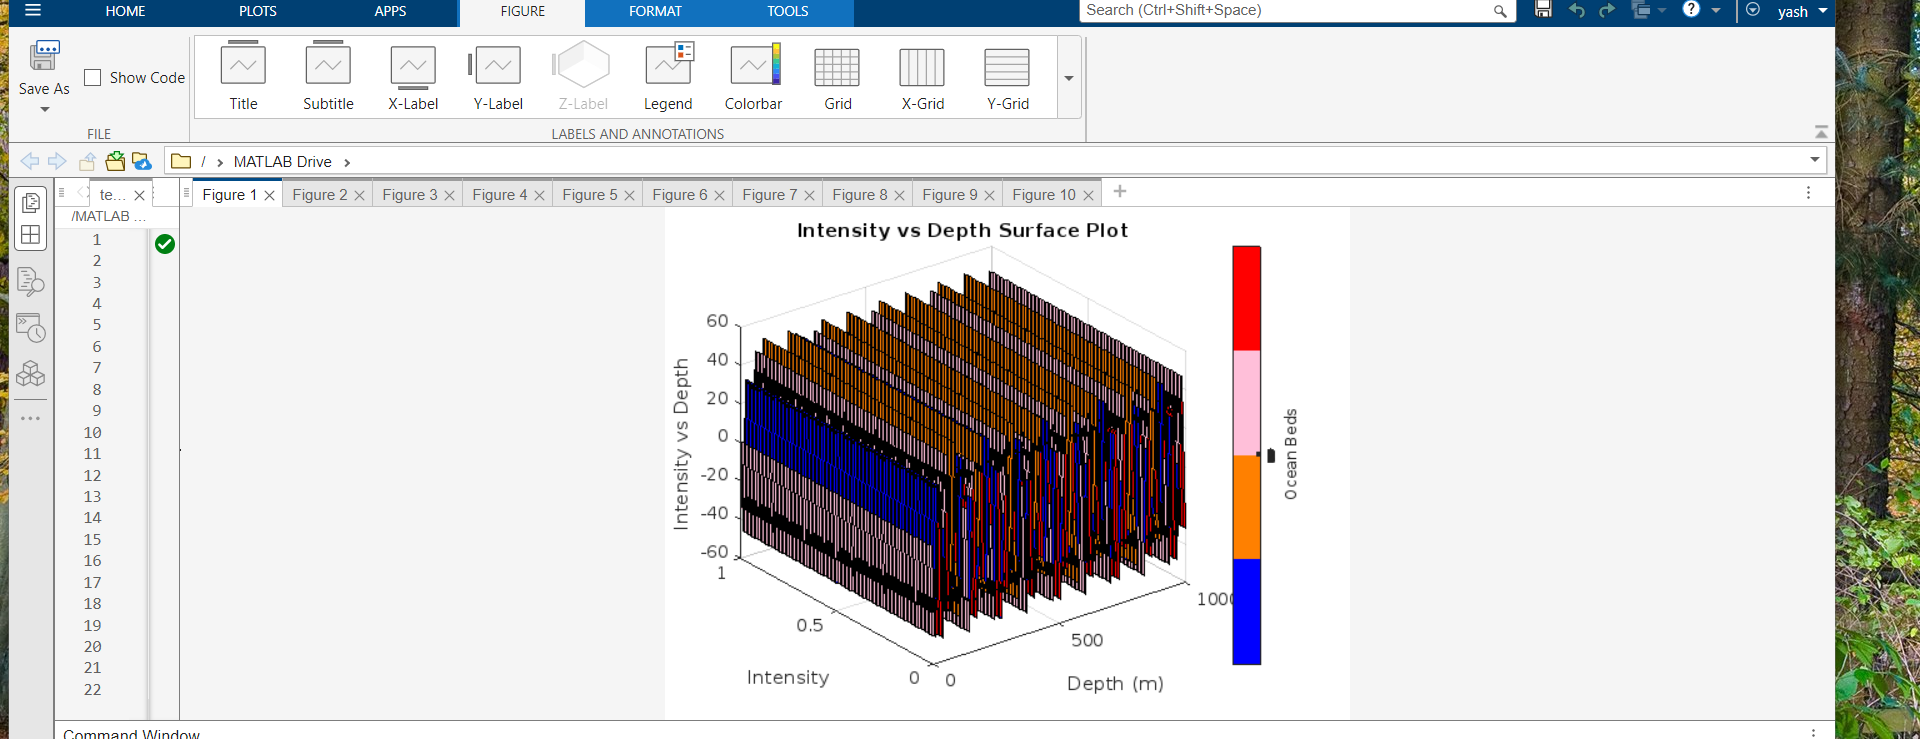 HOME PLOTS APPS FIGURE FORMAT TOOLS Search (Ctrl+Shift+Space) yash
Save As
Show Code
Title Subtitle X-Label Y-Label Z-Label Legend Colorbar Grid X-Grid Y-Grid
FILE LABELS AND ANNOTATIONS
/ › MATLAB Drive ›
te... Figure 1 Figure 2 Figure 3 Figure 4 Figure 5 Figure 6 Figure 7 Figure 8 Figure 9 Figure 10
/MATLAB ...
1
2
3
4
5
6
7
8
9
10
11
12
13
14
15
16
17
18
19
20
21
22
Intensity vs Depth Surface Plot
Intensity vs Depth
60
40
20
0
-20
-40
-60
1
0.5
0
Intensity
0
500
1000
Depth (m)
Ocean Beds
Command Window